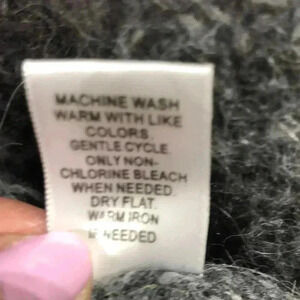 MACHINE WASH
WARM WITH LIKE
COLORS.
GENTLE CYCLE.
ONLY NON-
CHLORINE BLEACH
WHEN NEEDED.
DRY FLAT.
WARM IRON
IF NEEDED